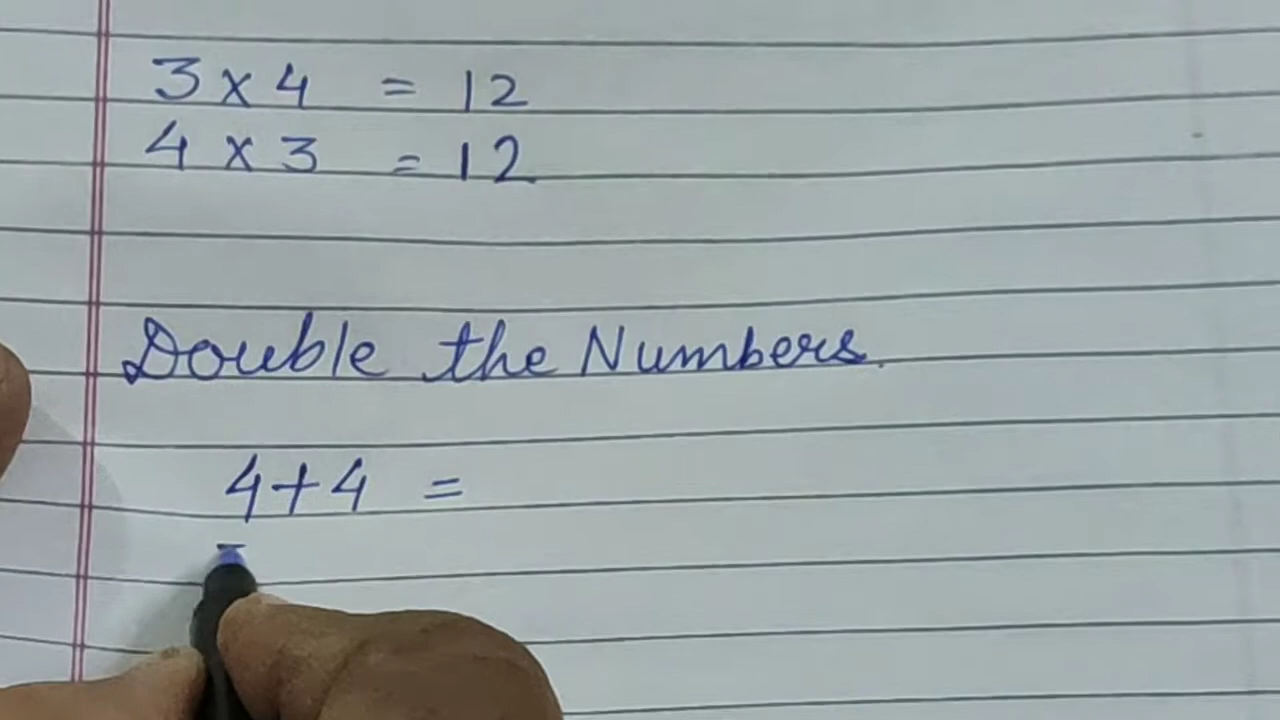 3 x 4 = 12
4 x 3 = 12
Double the Numbers.
4+4 =